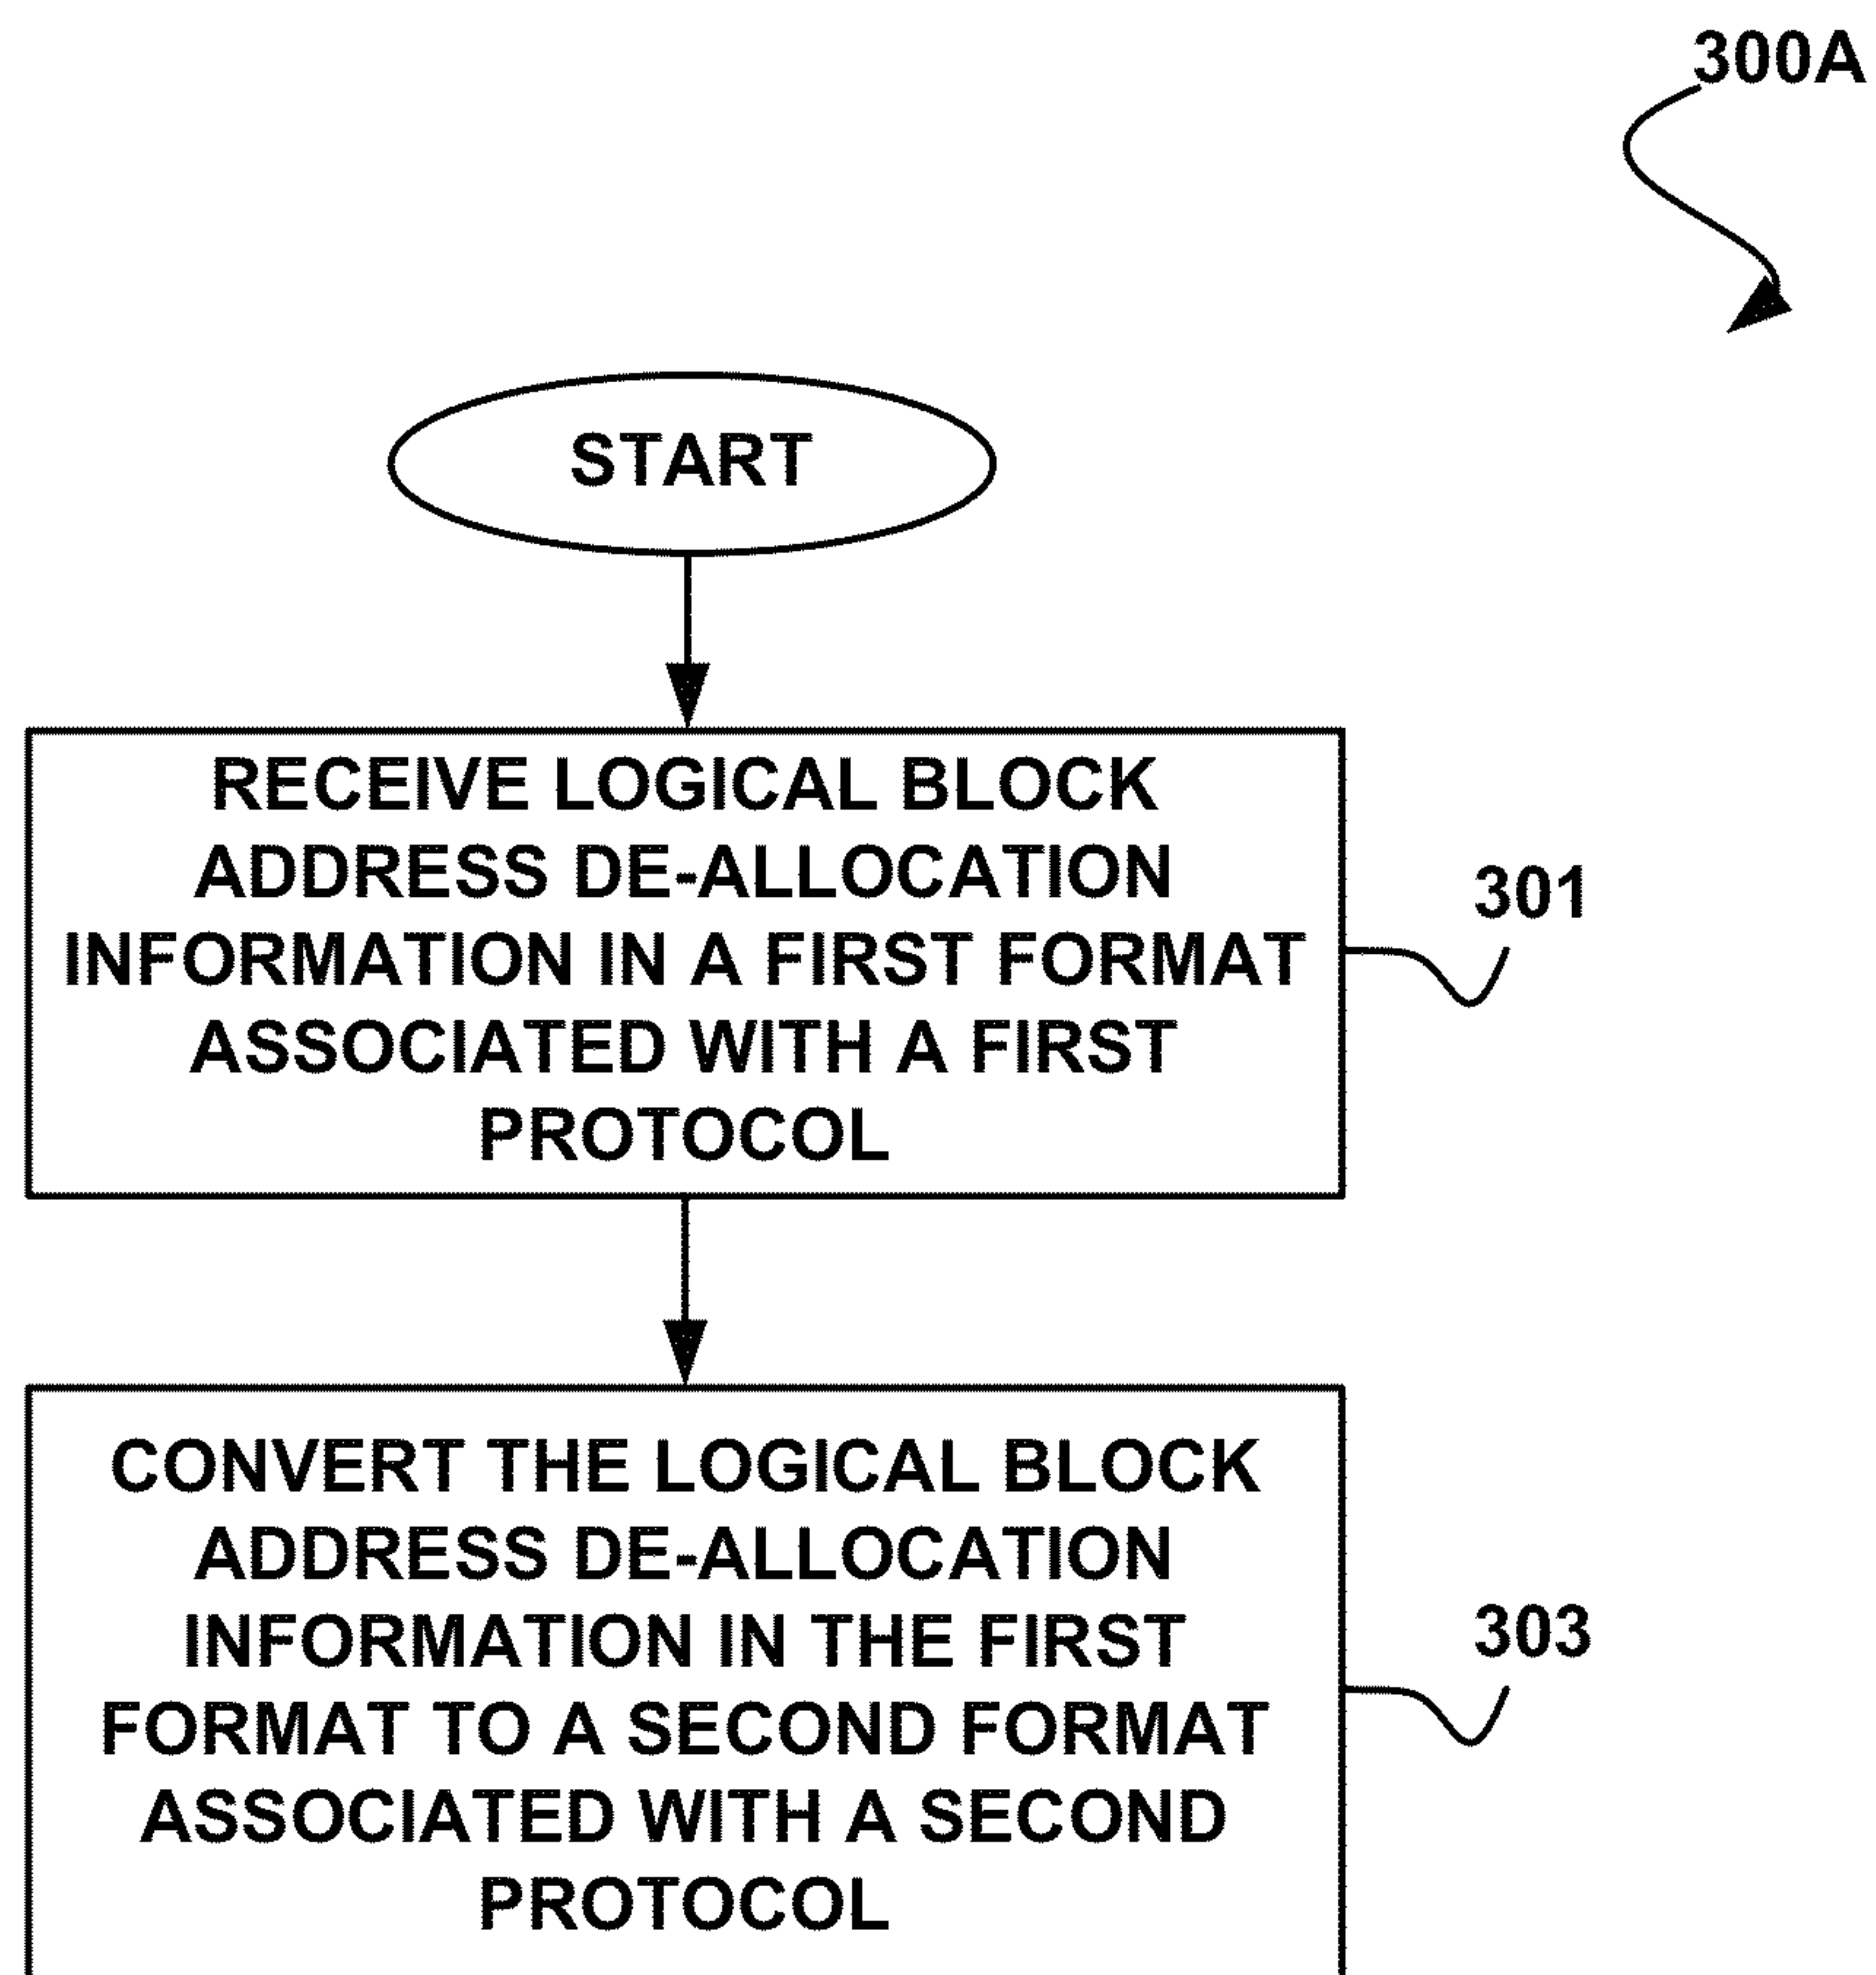 300A
START
RECEIVE LOGICAL BLOCK
ADDRESS DE-ALLOCATION
INFORMATION IN A FIRST FORMAT
ASSOCIATED WITH A FIRST
PROTOCOL
301
CONVERT THE LOGICAL BLOCK
ADDRESS DE-ALLOCATION
INFORMATION IN THE FIRST
FORMAT TO A SECOND FORMAT
ASSOCIATED WITH A SECOND
PROTOCOL
303